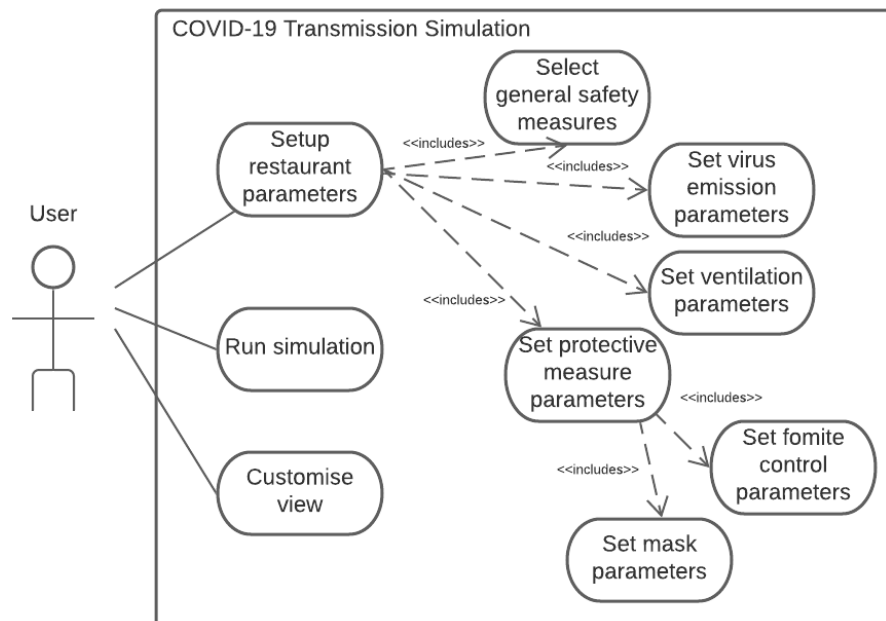 COVID-19 Transmission Simulation
Select
general safety
measures
Setup
restaurant
parameters
<<includes>>
<<includes>>
Set virus
emission
parameters
User
<<includes>>
Set ventilation
parameters
<<includes>>
Run simulation
Set protective
measure
parameters
<<includes>>
Set fomite
control
parameters
<<includes>>
Customise
view
Set mask
parameters